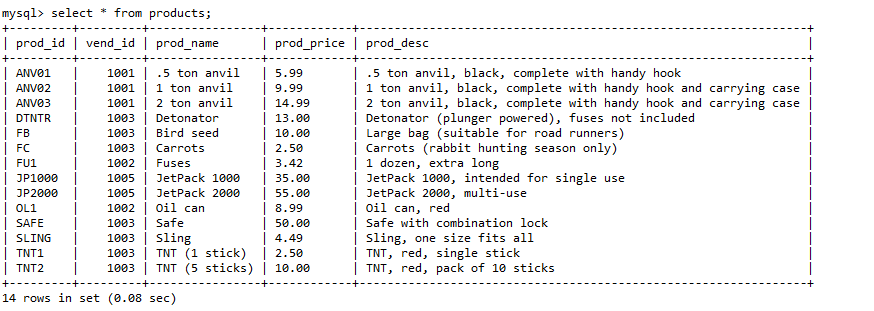 mysql> select * from products;
+---------+---------+----------------+------------+----------------------------------------------------------------+
| prod_id | vend_id | prod_name      | prod_price | prod_desc                                                      |
+---------+---------+----------------+------------+----------------------------------------------------------------+
| ANV01   |    1001 | .5 ton anvil   | 5.99       | .5 ton anvil, black, complete with handy hook                  |
| ANV02   |    1001 | 1 ton anvil    | 9.99       | 1 ton anvil, black, complete with handy hook and carrying case |
| ANV03   |    1001 | 2 ton anvil    | 14.99      | 2 ton anvil, black, complete with handy hook and carrying case |
| DTNTR   |    1003 | Detonator      | 13.00      | Detonator (plunger powered), fuses not included                |
| FB      |    1003 | Bird seed      | 10.00      | Large bag (suitable for road runners)                          |
| FC      |    1003 | Carrots        | 2.50       | Carrots (rabbit hunting season only)                           |
| FU1     |    1002 | Fuses          | 3.42       | 1 dozen, extra long                                            |
| JP1000  |    1005 | JetPack 1000   | 35.00      | JetPack 1000, intended for single use                          |
| JP2000  |    1005 | JetPack 2000   | 55.00      | JetPack 2000, multi-use                                        |
| OL1     |    1002 | Oil can        | 8.99       | Oil can, red                                                   |
| SAFE    |    1003 | Safe           | 50.00      | Safe with combination lock                                     |
| SLING   |    1003 | Sling          | 4.49       | Sling, one size fits all                                       |
| TNT1    |    1003 | TNT (1 stick)  | 2.50       | TNT, red, single stick                                         |
| TNT2    |    1003 | TNT (5 sticks) | 10.00      | TNT, red, pack of 10 sticks                                    |
+---------+---------+----------------+------------+----------------------------------------------------------------+
14 rows in set (0.08 sec)